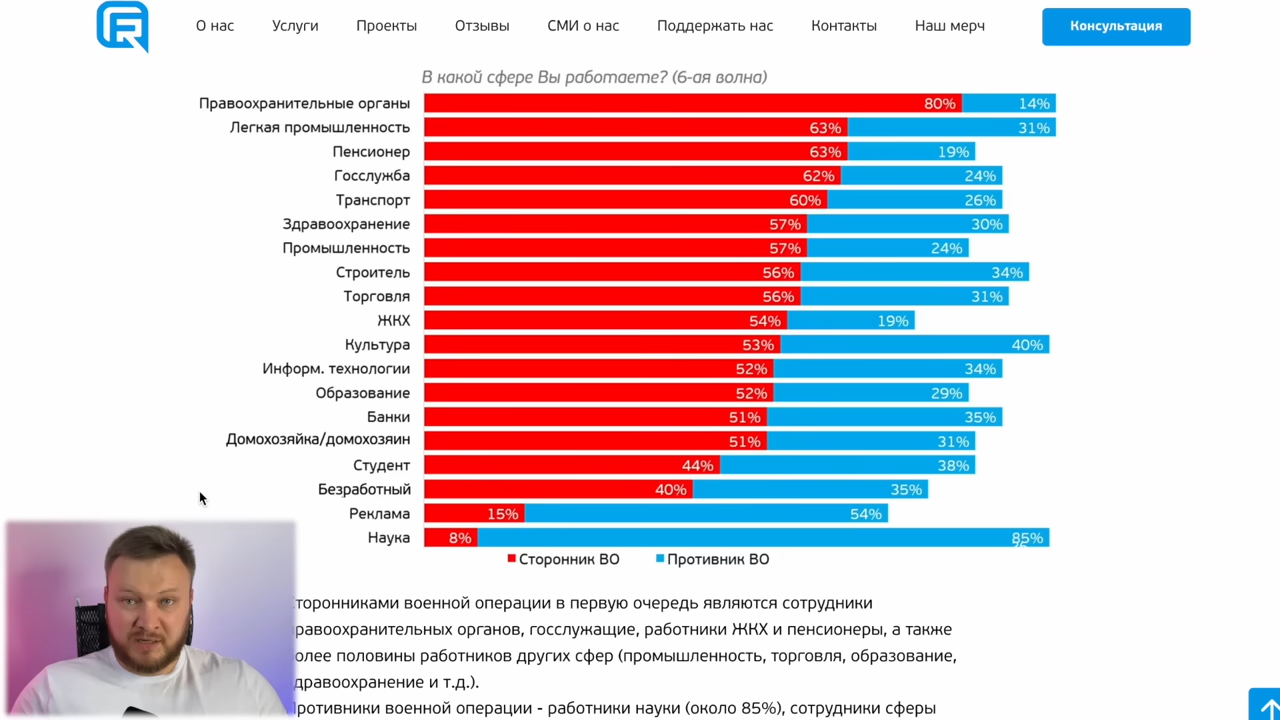 О нас Услуги Проекты Отзывы СМИ о нас Поддержать нас Контакты Наш мерч Консультация
В какой сфере Вы работаете? (6-ая волна)
Правоохранительные органы 80% 14%
Легкая промышленность 63% 31%
Пенсионер 63% 19%
Госслужба 62% 24%
Транспорт 60% 26%
Здравоохранение 57% 30%
Промышленность 57% 24%
Строитель 56% 34%
Торговля 56% 31%
ЖКХ 54% 19%
Культура 53% 40%
Информ. технологии 52% 34%
Образование 52% 29%
Банки 51% 35%
Домохозяйка/домохозяин 51% 31%
Студент 44% 38%
Безработный 40% 35%
Реклама 15% 54%
Наука 8% 85%
Сторонник ВО Противник ВО
торонниками военной операции в первую очередь являются сотрудники
равоохранительных органов, госслужащие, работники ЖКХ и пенсионеры, а также
олее половины работников других сфер (промышленность, торговля, образование,
дравоохранение и т.д.).
ротивники военной операции - работники науки (около 85%), сотрудники сферы